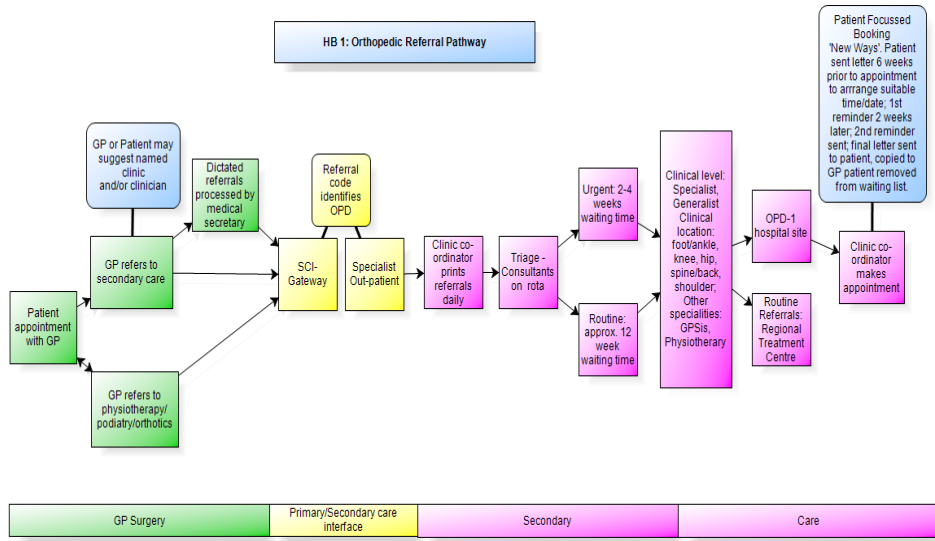 HB 1: Orthopedic Referral Pathway
Patient Focussed
Booking
'New Ways'. Patient
sent letter 6 weeks
prior to appointment
to arrrange suitable
time/date; 1st
reminder 2 weeks
later; 2nd reminder
sent; final letter sent
to patient, copied to
GP patient removed
from waiting list.
GP or Patient may
suggest named
clinic
and/or clinician
Dictated
referrals
processed by
medical
secretary
Referral
code
identifies
OPD
Patient
appointment
with GP
GP refers to
secondary care
GP refers to
physiotherapy/
podiatry/orthotics
SCI-
Gateway
Specialist
Out-patient
Clinic co-
ordinator
prints
referrals
daily
Triage -
Consultants
on rota
Urgent: 2-4
weeks
waiting time
Routine:
approx. 12
week
waiting time
Clinical level:
Specialist,
Generalist
Clinical
location:
foot/ankle,
knee, hip,
spine/back,
shoulder;
Other
specialities:
GPSis,
Physiotherary
OPD-1
hospital site
Routine
Referrals:
Regional
Treatment
Centre
Clinic co-
ordinator
makes
appointment
GP Surgery
Primary/Secondary care
interface
Secondary
Care